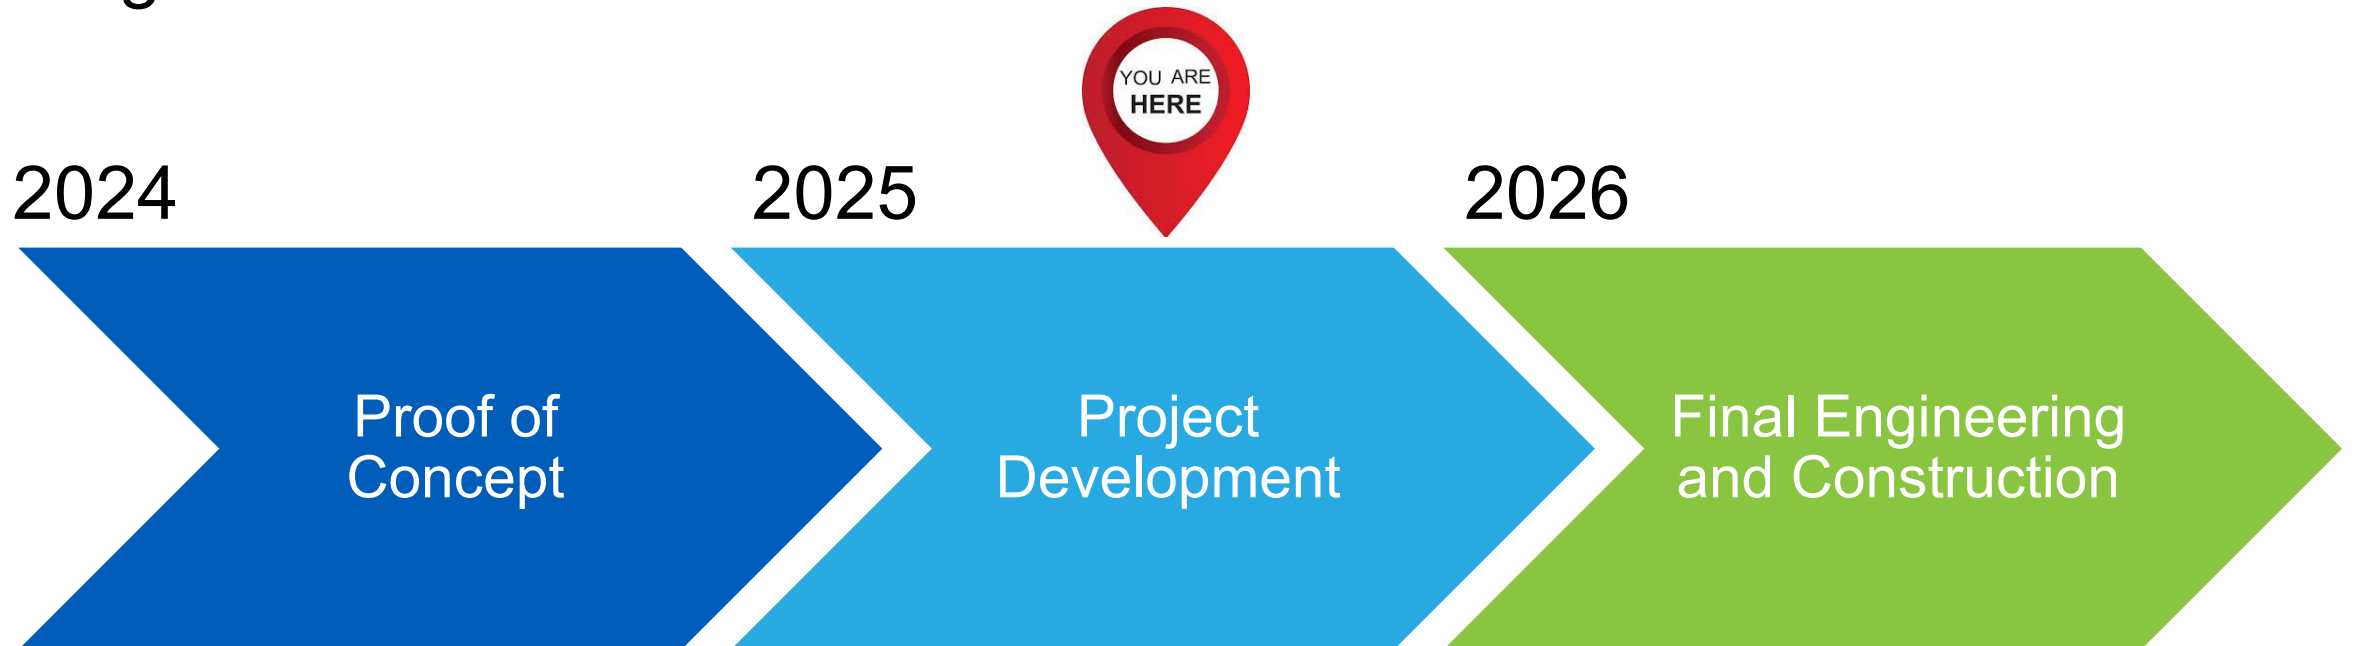 YOU ARE
HERE
2024
2025
2026
Proof of
Concept
Project
Development
Final Engineering
and Construction